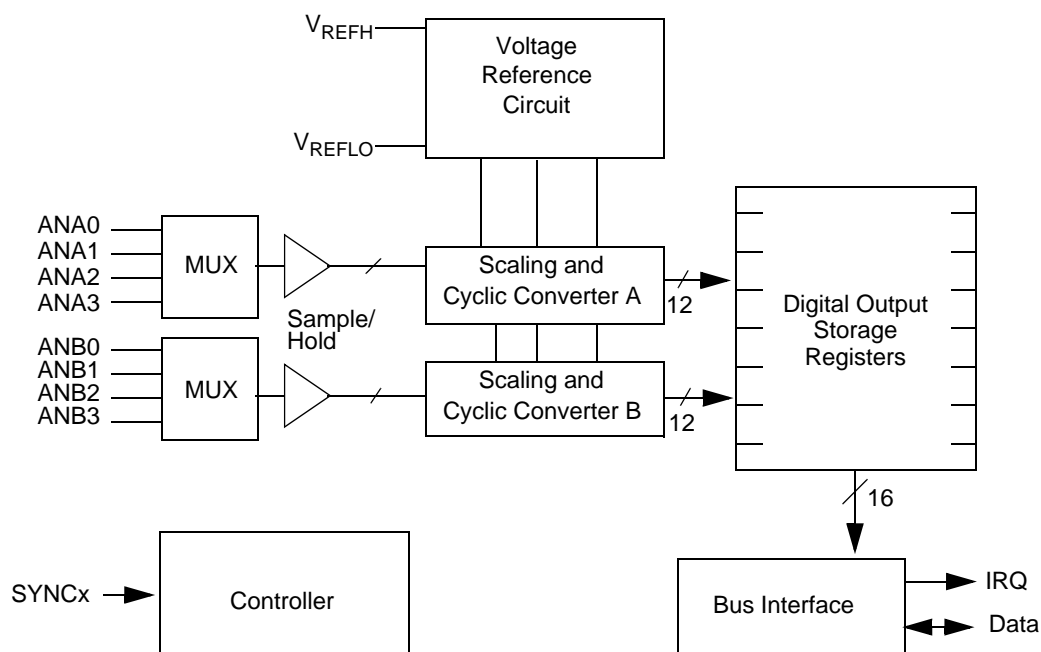 VREFH
Voltage
Reference
Circuit
VREFLO
ANA0
ANA1
ANA2
ANA3
MUX
Scaling and
Cyclic Converter A
12
Sample/
Hold
ANB0
ANB1
ANB2
ANB3
MUX
Scaling and
Cyclic Converter B
12
Digital Output
Storage
Registers
16
SYNCx
Controller
Bus Interface
IRQ
Data